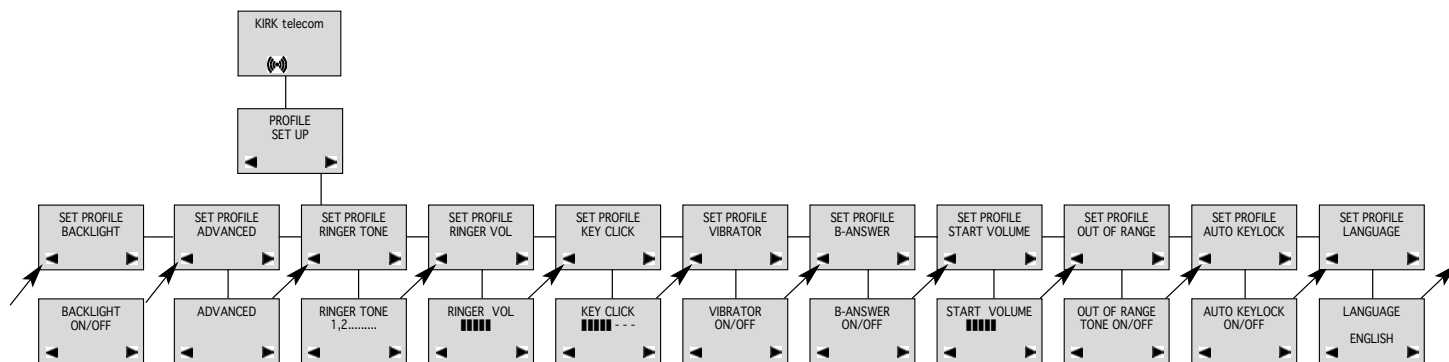 KIRK telecom
PROFILE
SET UP
SET PROFILE
BACKLIGHT
SET PROFILE
ADVANCED
SET PROFILE
RINGER TONE
SET PROFILE
RINGER VOL
SET PROFILE
KEY CLICK
SET PROFILE
VIBRATOR
SET PROFILE
B-ANSWER
SET PROFILE
START VOLUME
SET PROFILE
OUT OF RANGE
SET PROFILE
AUTO KEYLOCK
SET PROFILE
LANGUAGE
BACKLIGHT
ON/OFF
ADVANCED
RINGER TONE
1,2.........
RINGER VOL
KEY CLICK
---
VIBRATOR
ON/OFF
B-ANSWER
ON/OFF
START VOLUME
OUT OF RANGE
TONE ON/OFF
AUTO KEYLOCK
ON/OFF
LANGUAGE
ENGLISH